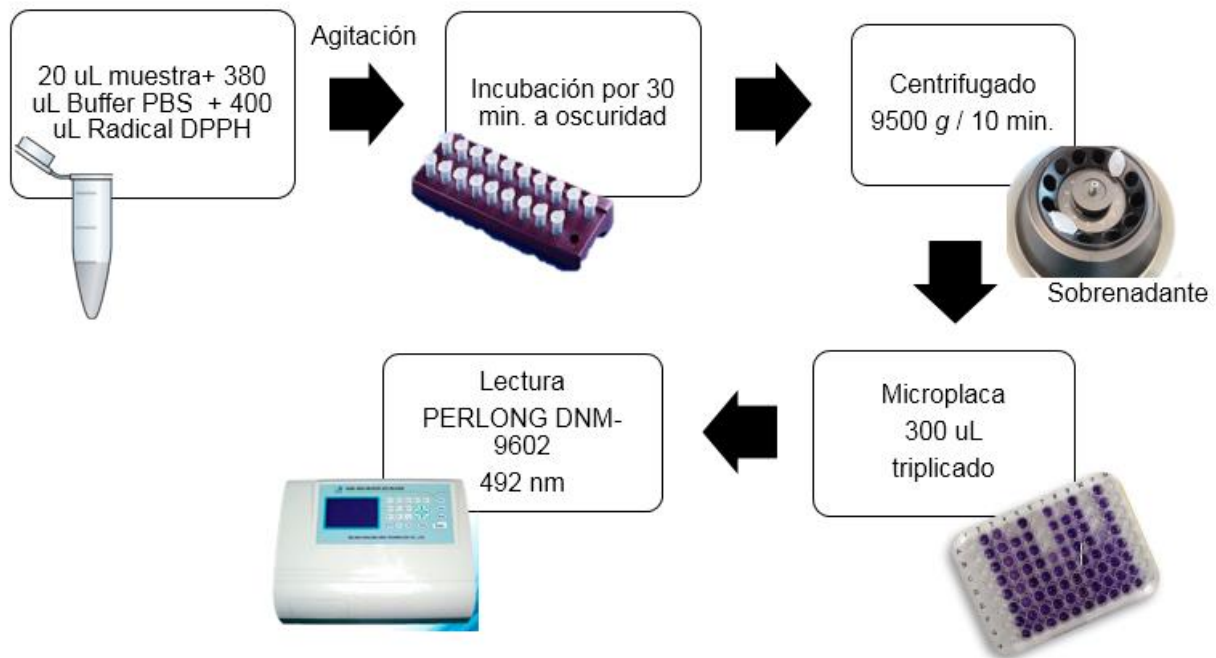 20 uL muestra+ 380
uL Buffer PBS + 400
uL Radical DPPH
Agitación
Incubación por 30
min. a oscuridad
Centrifugado
9500 g / 10 min.
Sobrenadante
Microplaca
300 uL
triplicado
Lectura
PERLONG DNM-
9602
492 nm